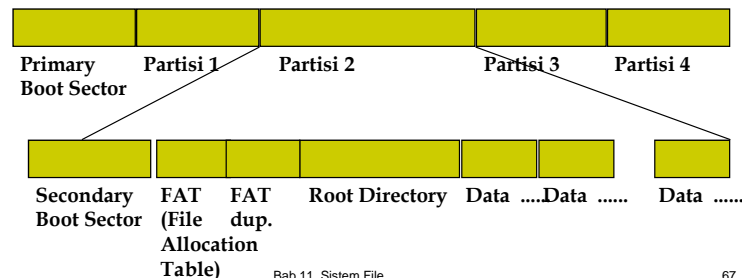 Primary Boot Sector
Partisi 1
Partisi 2
Partisi 3
Partisi 4
Secondary Boot Sector
FAT (File Allocation Table)
FAT dup.
Root Directory
Data .....
Data ......
Data ......
Bab 11. Sistem File
67